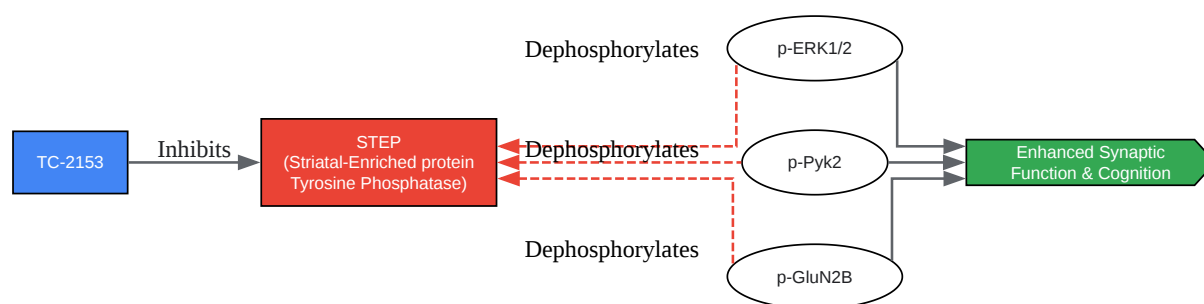 TC-2153
Inhibits
STEP
(Striatal-Enriched protein
Tyrosine Phosphatase)
Dephosphorylates
Dephosphorylates
Dephosphorylates
p-ERK1/2
p-Pyk2
p-GluN2B
Enhanced Synaptic
Function & Cognition